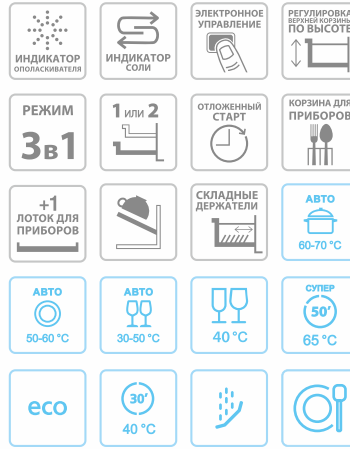 ИНДИКАТОР
ОПОЛАСКИВАТЕЛЯ
ИНДИКАТОР
СОЛИ
ЭЛЕКТРОННОЕ
УПРАВЛЕНИЕ
РЕГУЛИРОВКА
ВЕРХНЕЙ КОРЗИНЫ
ПО ВЫСОТЕ
РЕЖИМ
3в1
1 или 2
ОТЛОЖЕННЫЙ
СТАРТ
КОРЗИНА ДЛЯ
ПРИБОРОВ
+1
ЛОТОК ДЛЯ
ПРИБОРОВ
СКЛАДНЫЕ
ДЕРЖАТЕЛИ
АВТО
60-70 °C
АВТО
50-60 °C
АВТО
30-50 °C
40 °C
СУПЕР
50’
65 °C
eco
30’
40 °C